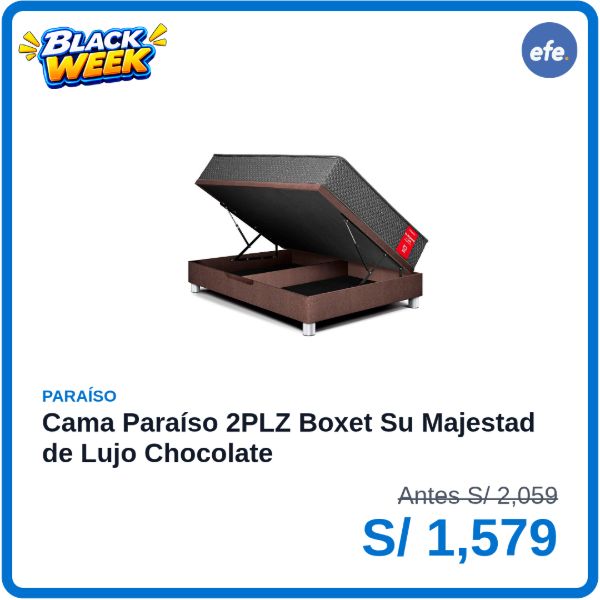 BLACK
WEEK
efe.
PARAÍSO
Cama Paraíso 2PLZ Boxet Su Majestad
de Lujo Chocolate
Antes S/ 2,059
S/ 1,579